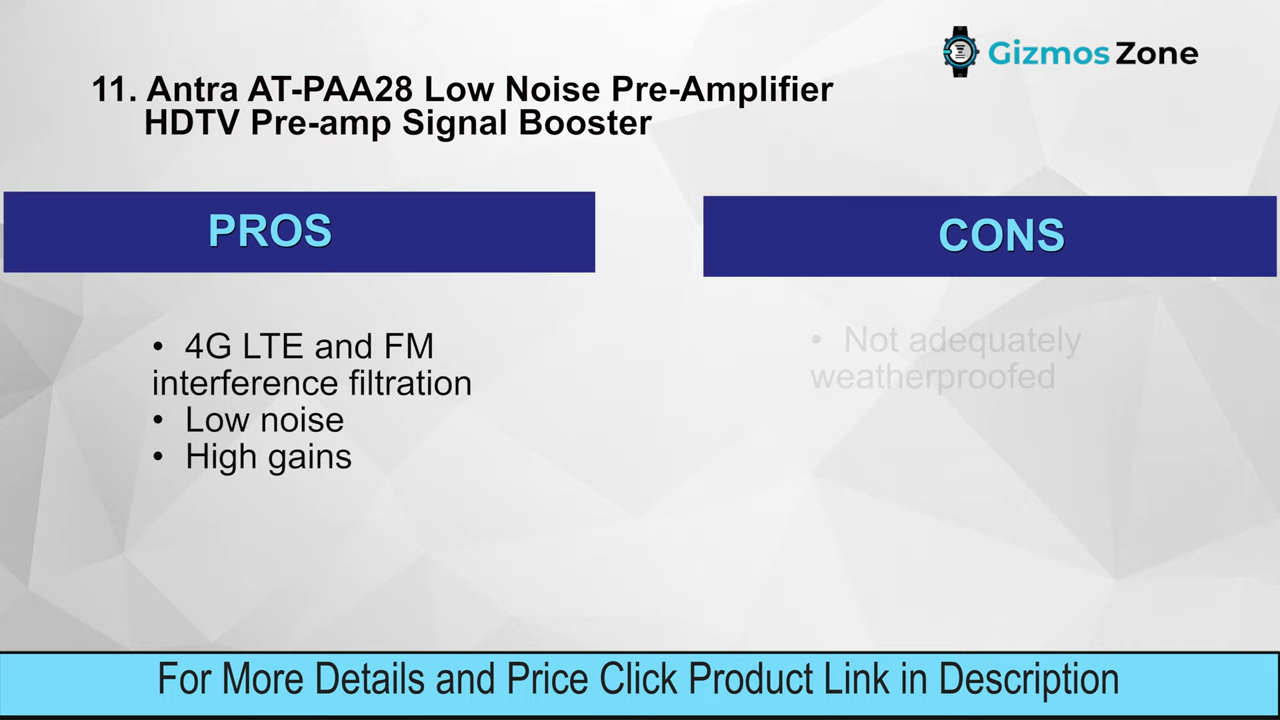 Gizmos Zone
11. Antra AT-PAA28 Low Noise Pre-Amplifier
HDTV Pre-amp Signal Booster
PROS
• 4G LTE and FM
interference filtration
• Low noise
• High gains
CONS
• Not adequately
weatherproofed
For More Details and Price Click Product Link in Description